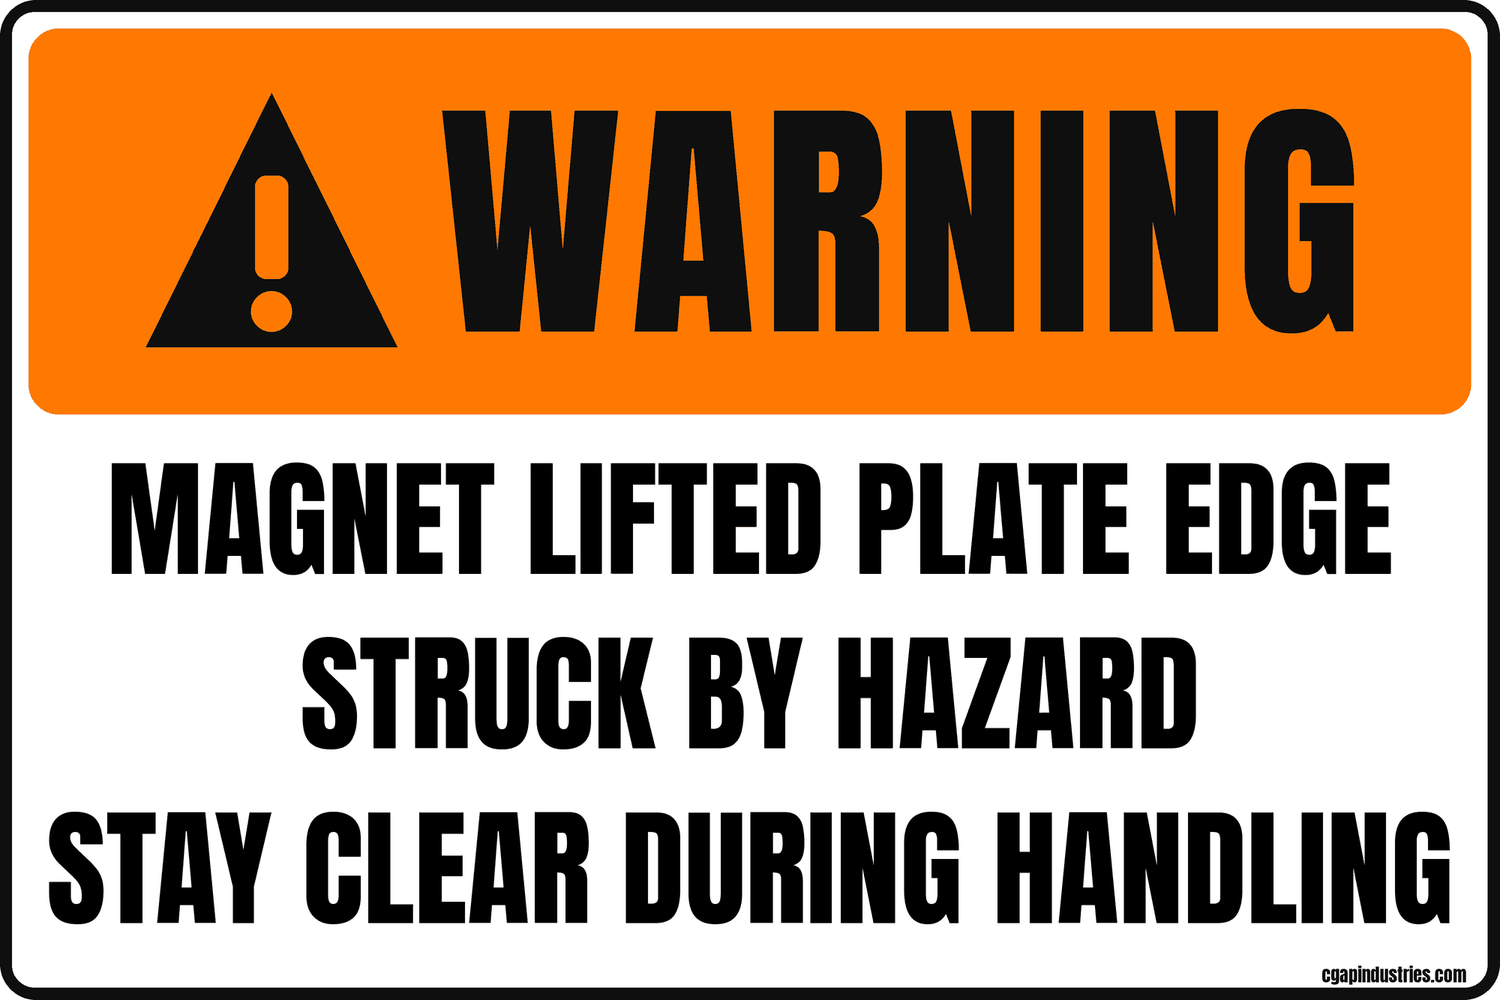 WARNING
MAGNET LIFTED PLATE EDGE
STRUCK BY HAZARD
STAY CLEAR DURING HANDLING
cgapindustries.com